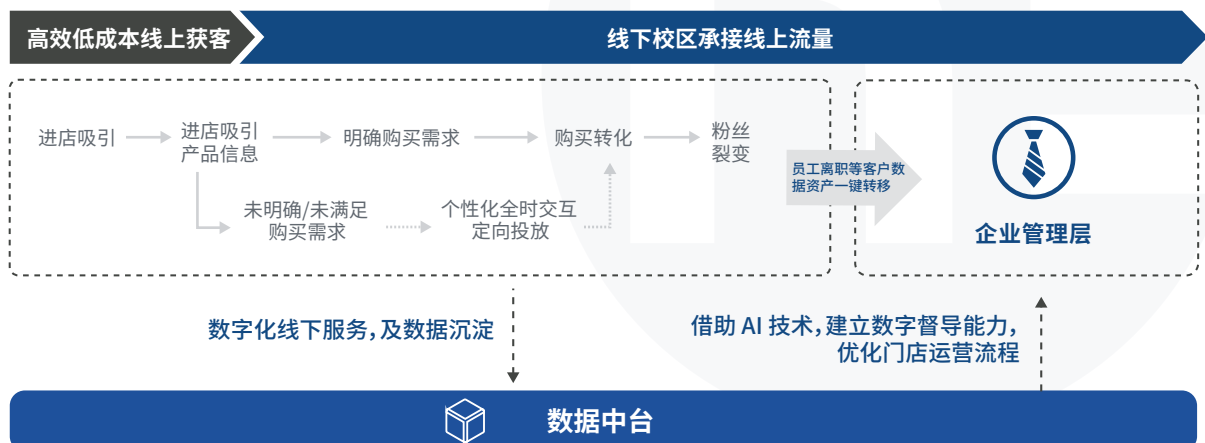 高效低成本线上获客
线下校区承接线上流量
进店吸引
进店吸引
产品信息
明确购买需求
购买转化
粉丝
裂变
未明确/未满足
购买需求
个性化全时交互
定向投放
员工离职等客户数
据资产一键转移
企业管理层
数字化线下服务，及数据沉淀
借助 AI 技术，建立数字督导能力，
优化门店运营流程
数据中台